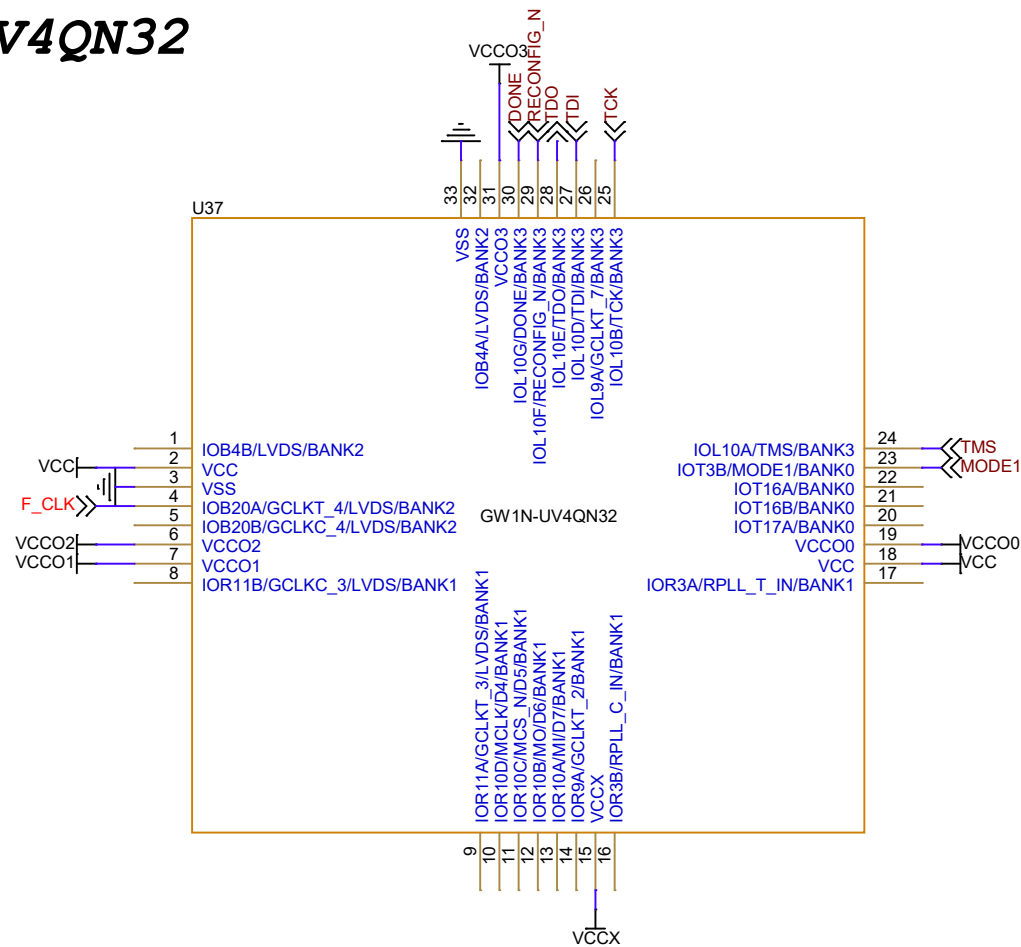 V4QN32
VCCO3
DONE
RECONFIG_N
TDO
TDI
TCK
33
32
31
30
29
28
27
26
25
U37
VSS
IOB4A/LVDS/BANK2
VCCO3
IOL10G/DONE/BANK3
IOL10F/RECONFIG_N/BANK3
IOL10E/TDO/BANK3
IOL10D/TDI/BANK3
IOL9A/GCLKT_7/BANK3
IOL10B/TCK/BANK3
1 IOB4B/LVDS/BANK2
VCC 2 VCC
3 VSS
F_CLK 4 IOB20A/GCLKT_4/LVDS/BANK2
5 IOB20B/GCLKC_4/LVDS/BANK2
VCCO2 6 VCCO2
VCCO1 7 VCCO1
8 IOR11B/GCLKC_3/LVDS/BANK1
GW1N-UV4QN32
IOL10A/TMS/BANK3 24 TMS
IOT3B/MODE1/BANK0 23 MODE1
IOT16A/BANK0 22
IOT16B/BANK0 21
IOT17A/BANK0 20
VCCO0 19 VCCO0
VCC 18 VCC
IOR3A/RPLL_T_IN/BANK1 17
IOR11A/GCLKT_3/LVDS/BANK1
IOR10D/MCLK/D4/BANK1
IOR10C/MCS_N/D5/BANK1
IOR10B/MO/D6/BANK1
IOR10A/MI/D7/BANK1
IOR9A/GCLKT_2/BANK1
VCCX
IOR3B/RPLL_C_IN/BANK1
9
10
11
12
13
14
15
16
VCCX